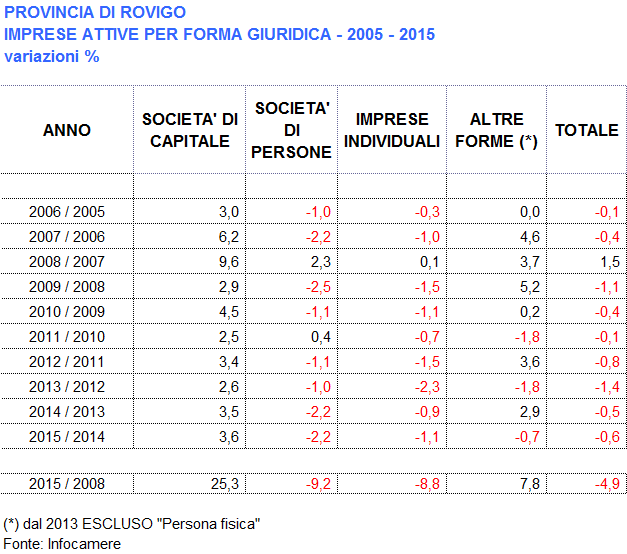 PROVINCIA DI ROVIGO
IMPRESE ATTIVE PER FORMA GIURIDICA - 2005 - 2015
variazioni %
ANNO SOCIETA' DI CAPITALE SOCIETA' DI PERSONE IMPRESE INDIVIDUALI ALTRE FORME (*) TOTALE
2006 / 2005 3,0 -1,0 -0,3 0,0 -0,1
2007 / 2006 6,2 -2,2 -1,0 4,6 -0,4
2008 / 2007 9,6 2,3 0,1 3,7 1,5
2009 / 2008 2,9 -2,5 -1,5 5,2 -1,1
2010 / 2009 4,5 -1,1 -1,1 0,2 -0,4
2011 / 2010 2,5 0,4 -0,7 -1,8 -0,1
2012 / 2011 3,4 -1,1 -1,5 3,6 -0,8
2013 / 2012 2,6 -1,0 -2,3 -1,8 -1,4
2014 / 2013 3,5 -2,2 -0,9 2,9 -0,5
2015 / 2014 3,6 -2,2 -1,1 -0,7 -0,6
2015 / 2008 25,3 -9,2 -8,8 7,8 -4,9
(*) dal 2013 ESCLUSO "Persona fisica"
Fonte: Infocamere